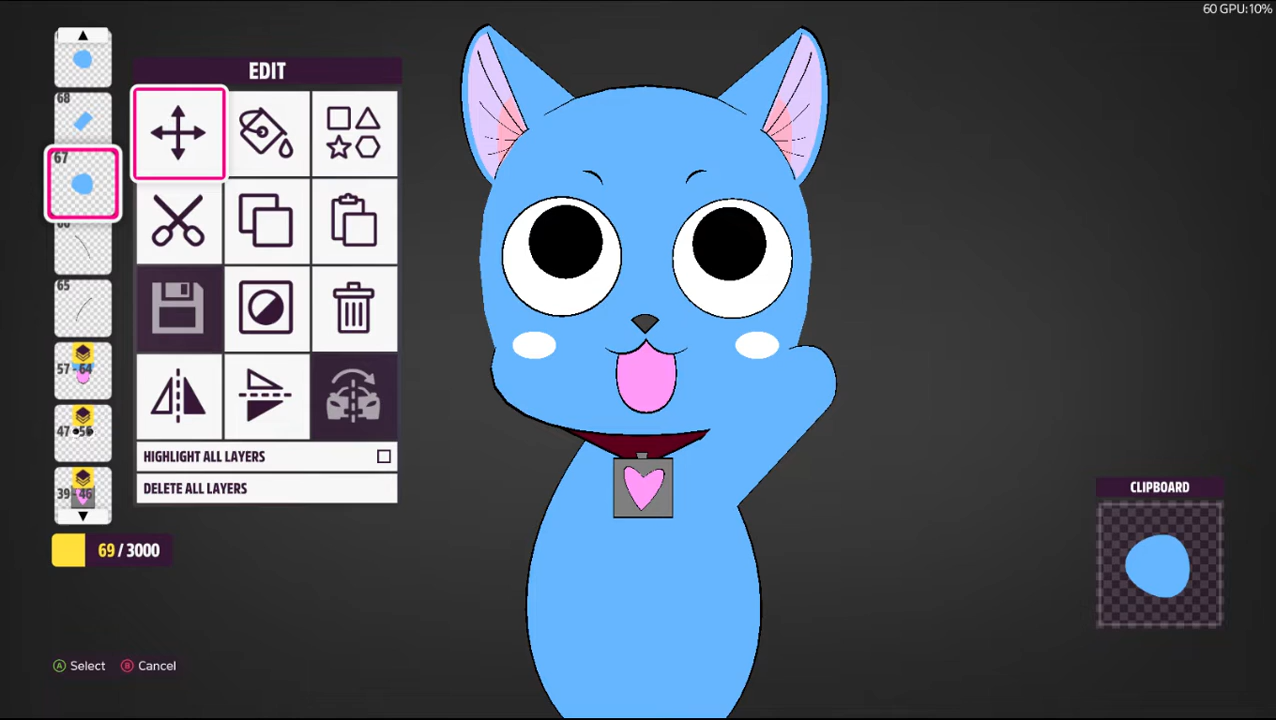 60 GPU:10%
EDIT
68
67
66
65
57 - 64
47 - 56
39 - 46
HIGHLIGHT ALL LAYERS
DELETE ALL LAYERS
69 / 3000
CLIPBOARD
A Select B Cancel